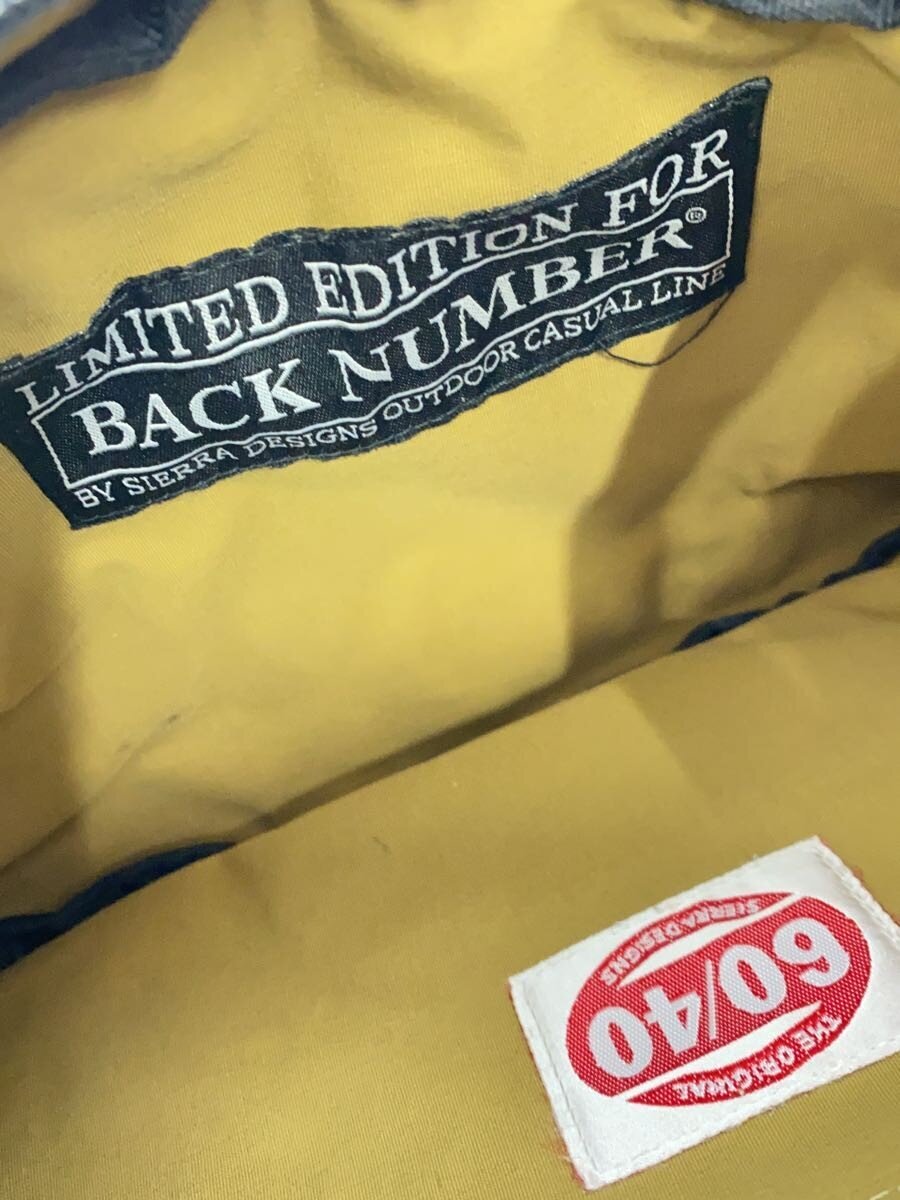 LIMITED EDITION FOR
BACK NUMBER®
BY SIERRA DESIGNS OUTDOOR CASUAL LINE
THE ORIGINAL
60/40
SIERRA DESIGNS